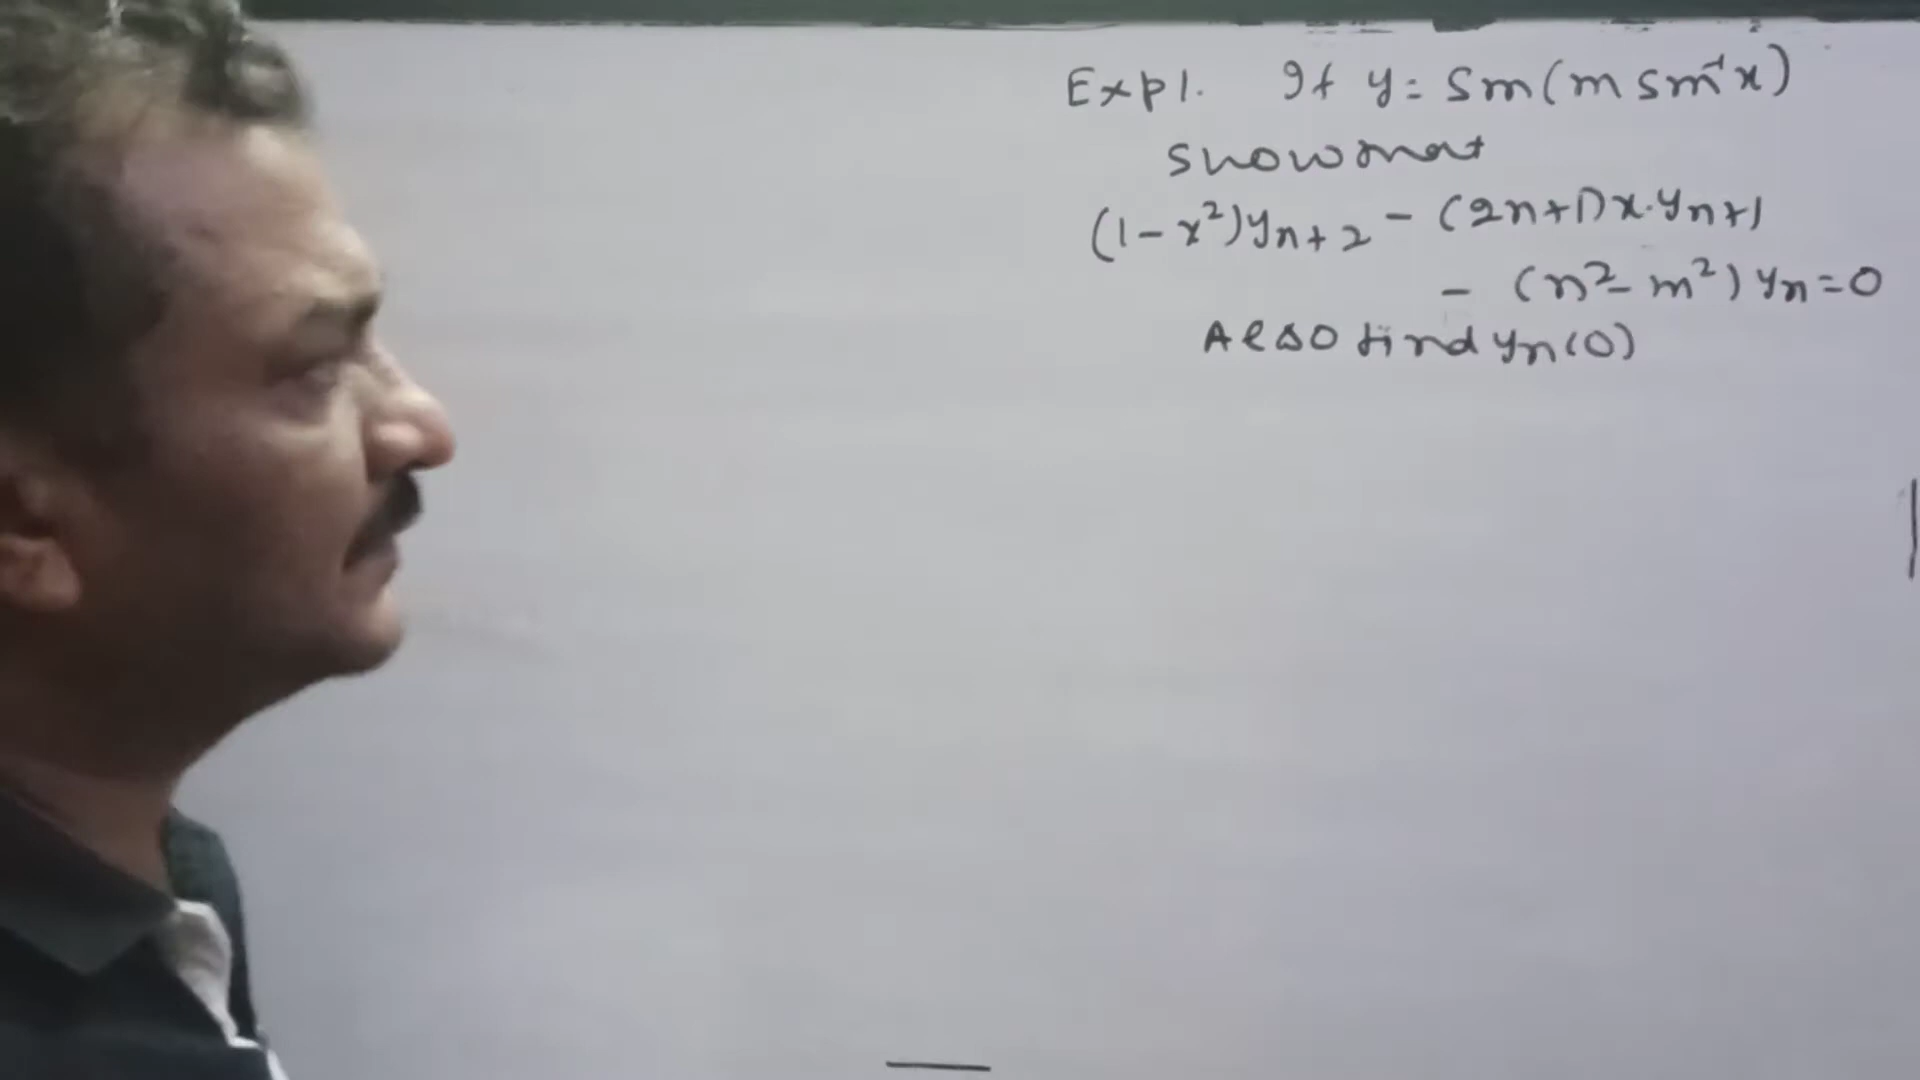 Expl. If y = Sin(m sin⁻¹x)
Show that
(1-x²)yₙ₊₂ - (2n+1)x.yₙ₊₁
- (n²-m²)yₙ=0
Also find yₙ(0)